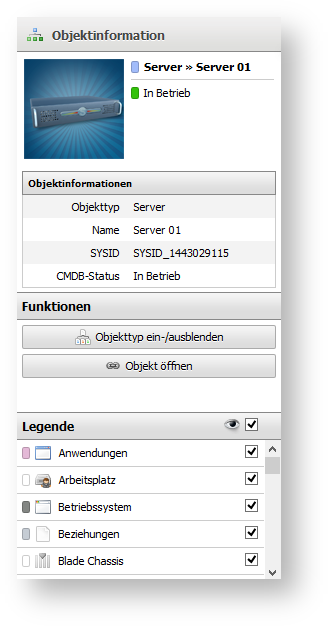 Objektinformation
Server » Server 01
In Betrieb
Objektinformationen
Objekttyp Server
Name Server 01
SYSID SYSID_1443029115
CMDB-Status In Betrieb
Funktionen
Objekttyp ein-/ausblenden
Objekt öffnen
Legende
Anwendungen
Arbeitsplatz
Betriebssystem
Beziehungen
Blade Chassis